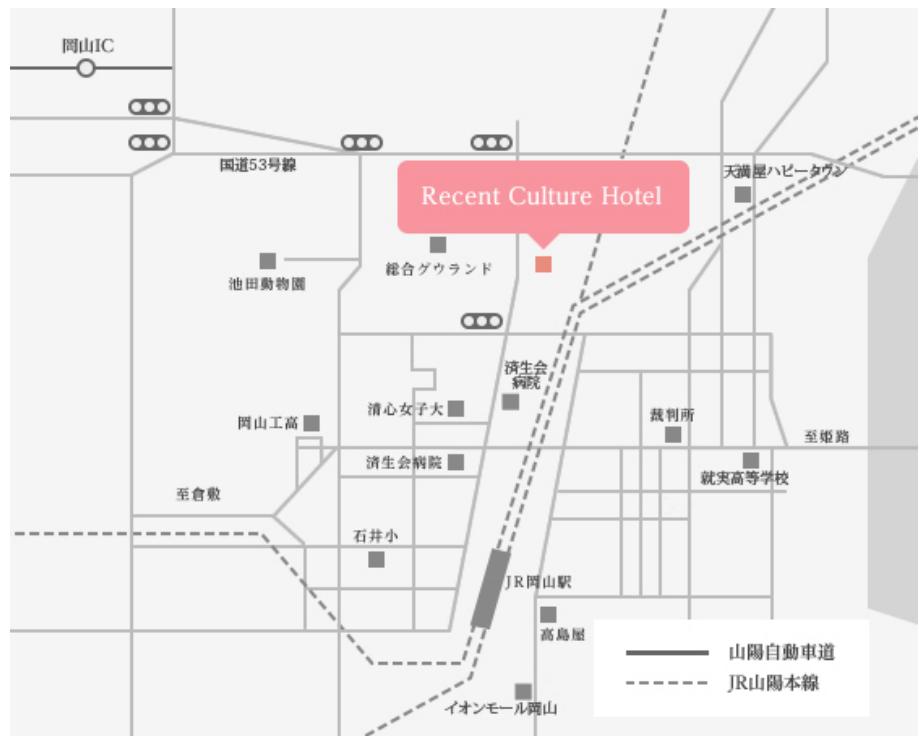 岡山IC
国道53号線
天満屋ハピータウン
Recent Culture Hotel
総合グウランド
池田動物園
済生会
病院
清心女子大
岡山工高
裁判所
至姫路
済生会病院
就実高等学校
至倉敷
石井小
JR岡山駅
高島屋
イオンモール岡山
山陽自動車道
JR山陽本線